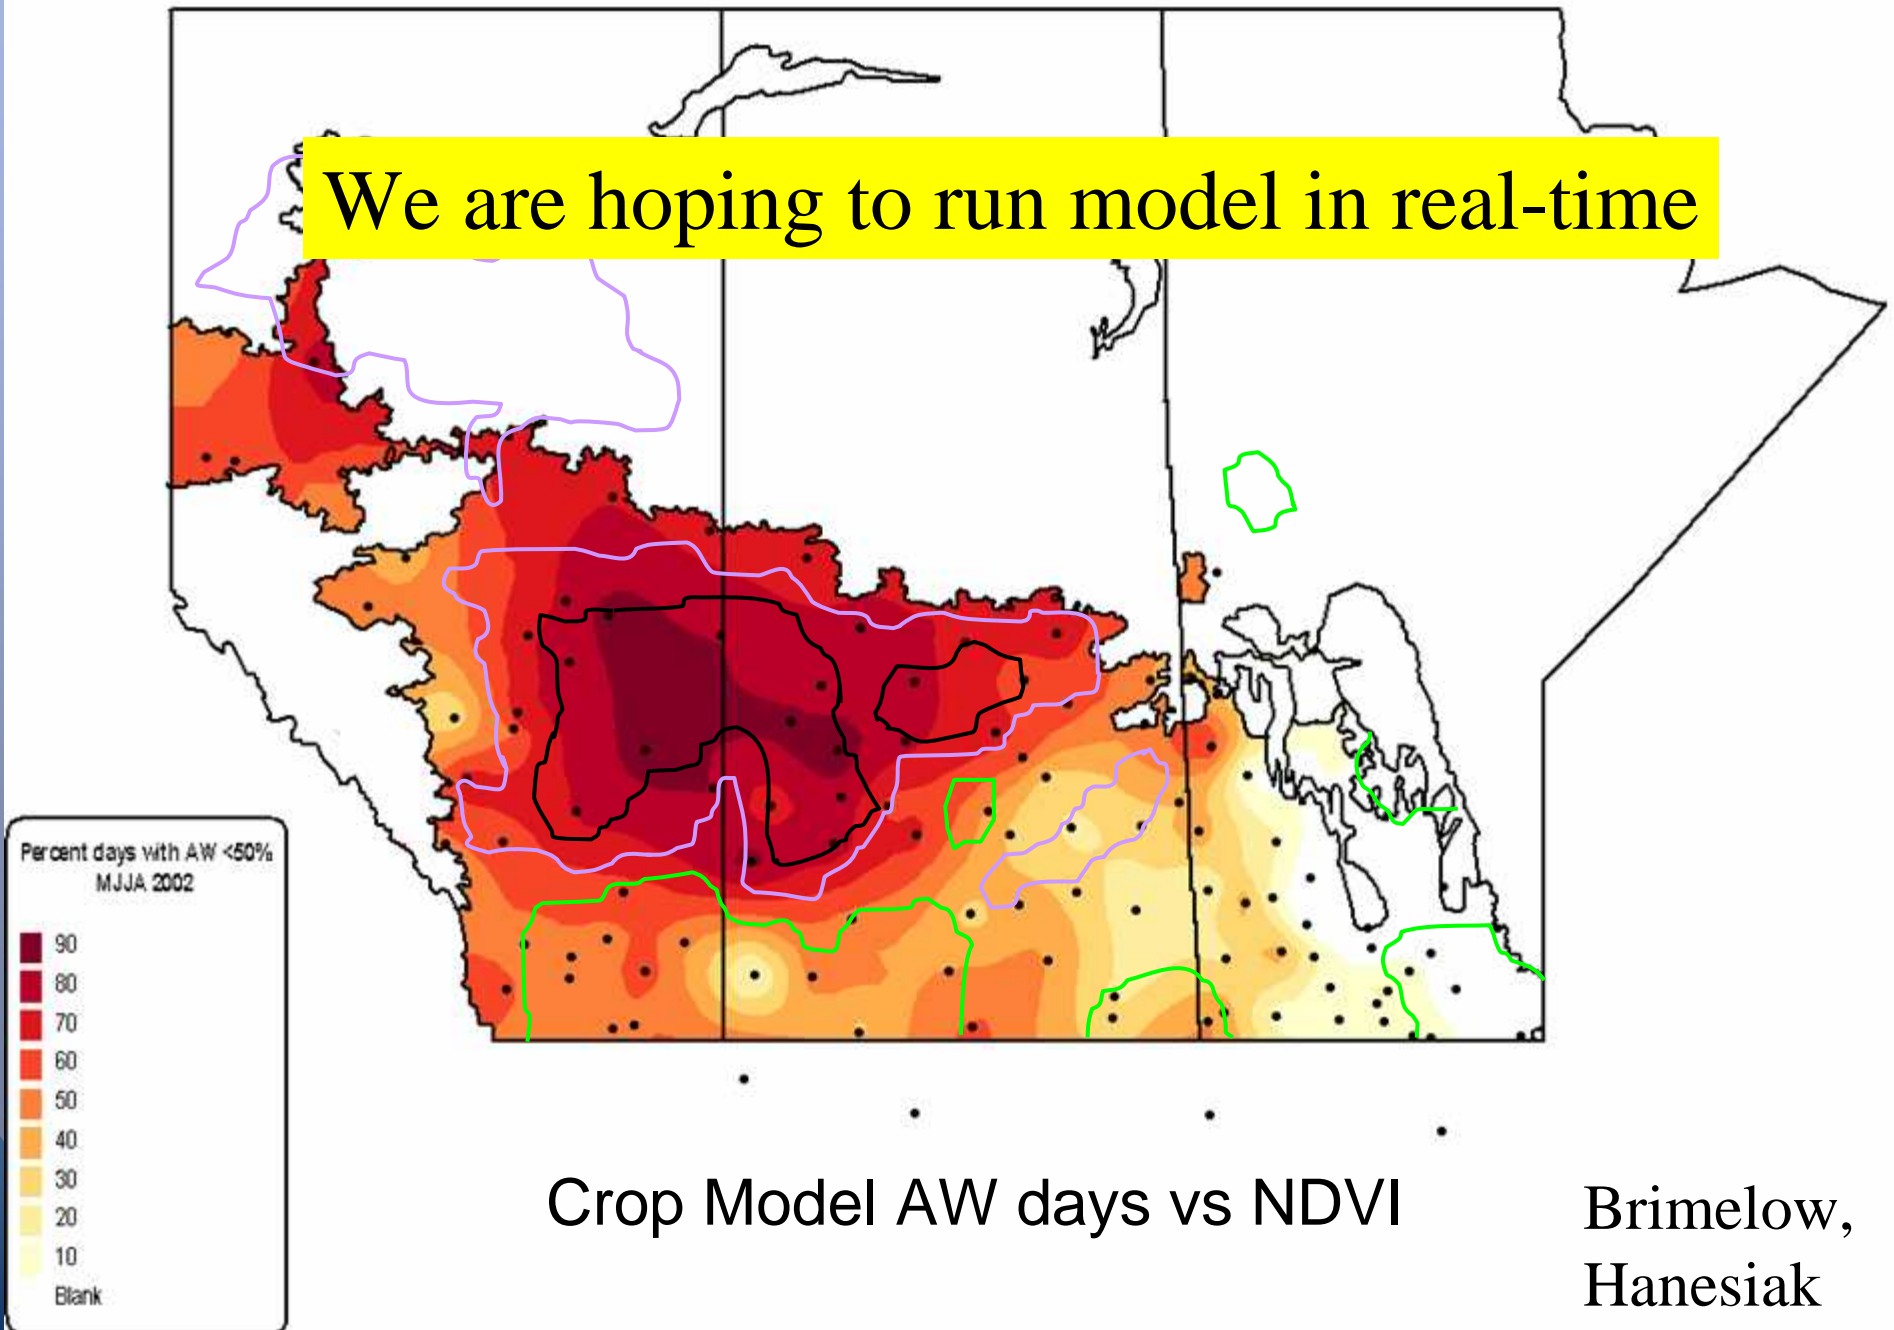 We are hoping to run model in real-time
Percent days with AW <50%
MJJA 2002
90
80
70
60
50
40
30
20
10
Blank
Crop Model AW days vs NDVI
Brimelow,
Hanesiak